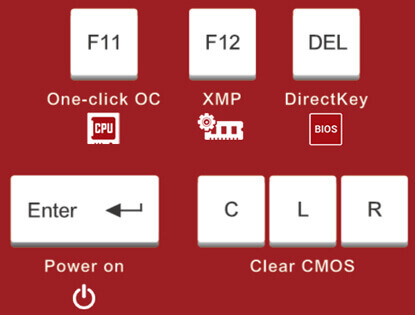 F11 F12 DEL
One-click OC XMP DirectKey
CPU BIOS
Enter C L R
Power on Clear CMOS